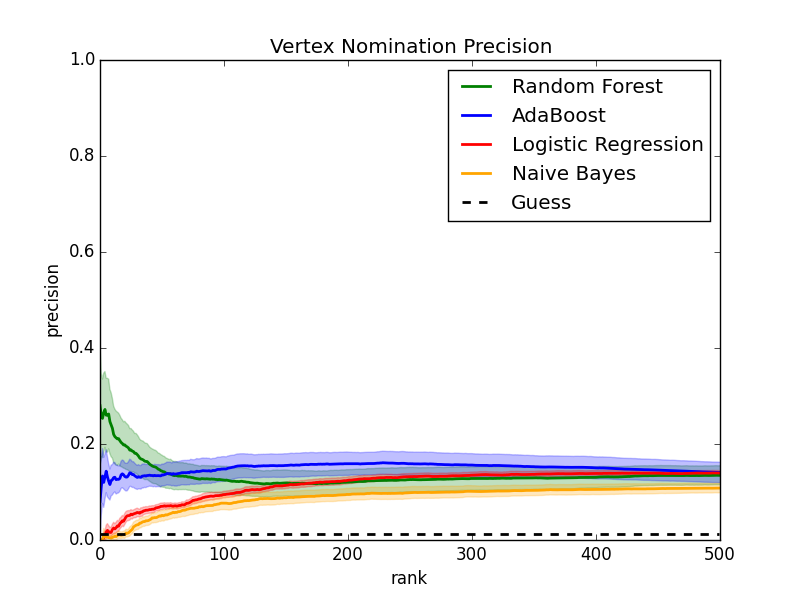 Vertex Nomination Precision
1.0
0.8
0.6
0.4
0.2
0.0
precision
Random Forest
AdaBoost
Logistic Regression
Naive Bayes
Guess
0 100 200 300 400 500
rank